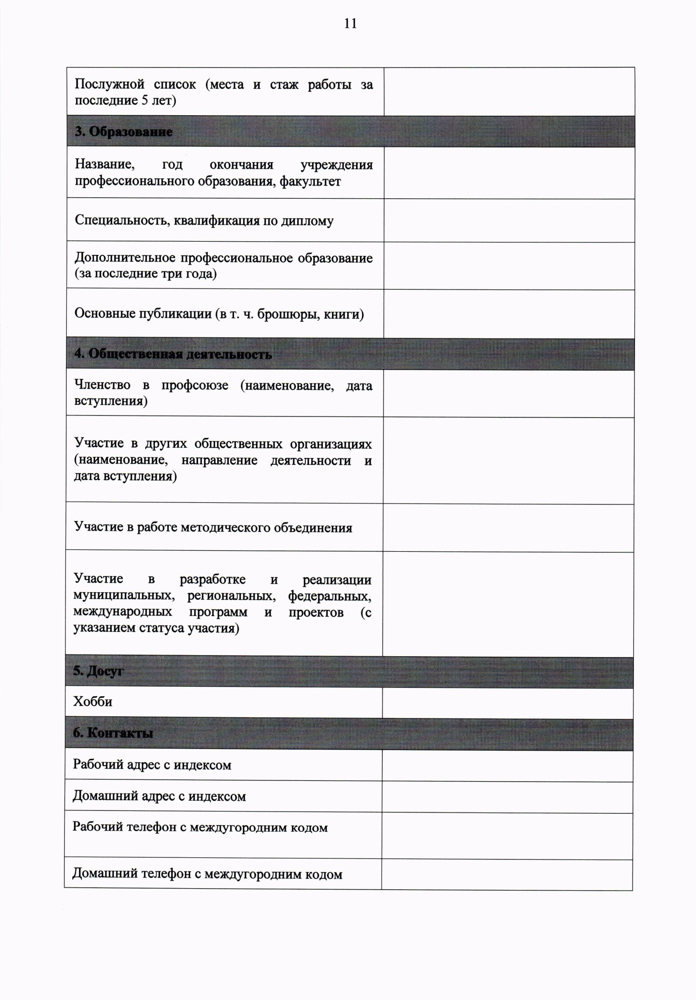 11
Послужной список (места и стаж работы за
последние 5 лет)
3. Образование
Название, год окончания учреждения
профессионального образования, факультет
Специальность, квалификация по диплому
Дополнительное профессиональное образование
(за последние три года)
Основные публикации (в т. ч. брошюры, книги)
4. Общественная деятельность
Членство в профсоюзе (наименование, дата
вступления)
Участие в других общественных организациях
(наименование, направление деятельности и
дата вступления)
Участие в работе методического объединения
Участие в разработке и реализации
муниципальных, региональных, федеральных,
международных программ и проектов (с
указанием статуса участия)
5. Досуг
Хобби
6. Контакты
Рабочий адрес с индексом
Домашний адрес с индексом
Рабочий телефон с междугородним кодом
Домашний телефон с междугородним кодом